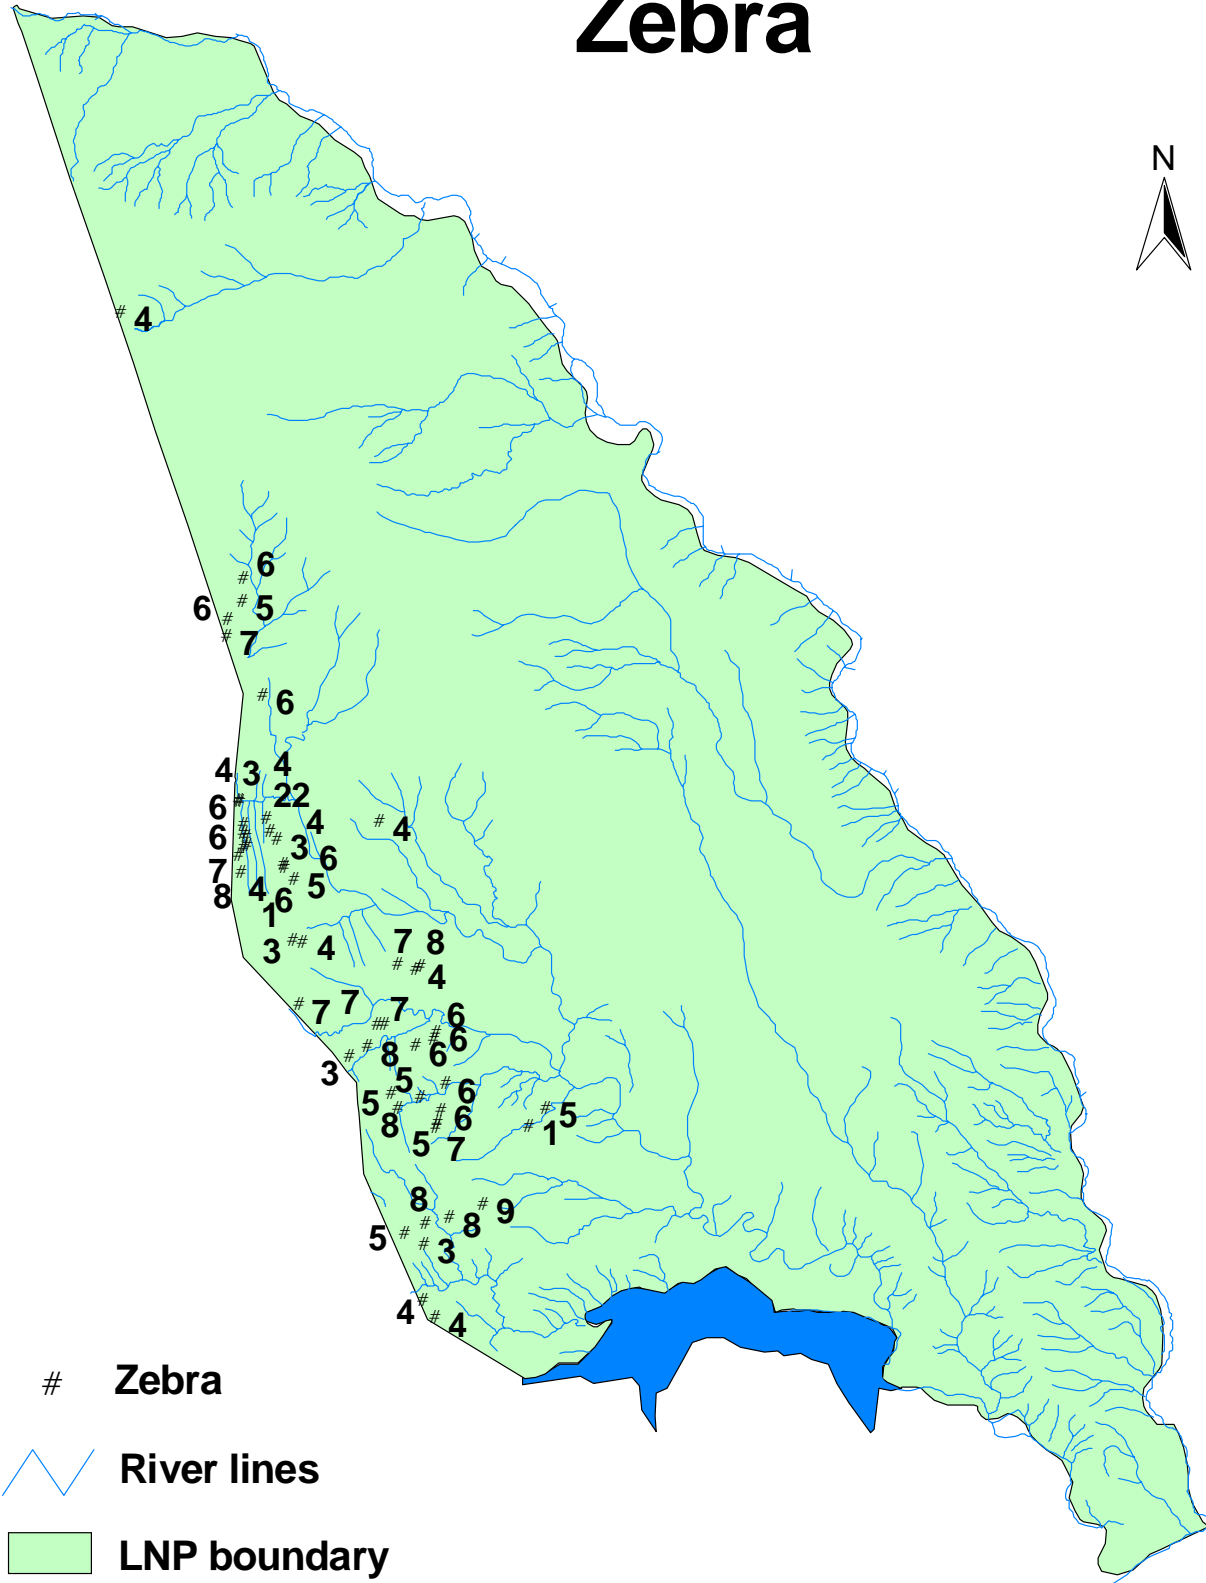 Zebra
N
# 4
# 6
6 # 5
# 7
# 6
4 3 4
6 # 22
# 4 # 4
6 # 3 6
7 # 5
8 4 6
1
3 ## 4
7 8
# # 4
# 7 7 ## 7 6
# # # 6
3 8 6
5 # 6
5 # # 5
8 # 6 # 1
5 7
8 # 9
5 # # 8
# 3
#
4 # 4
# Zebra
River lines
LNP boundary